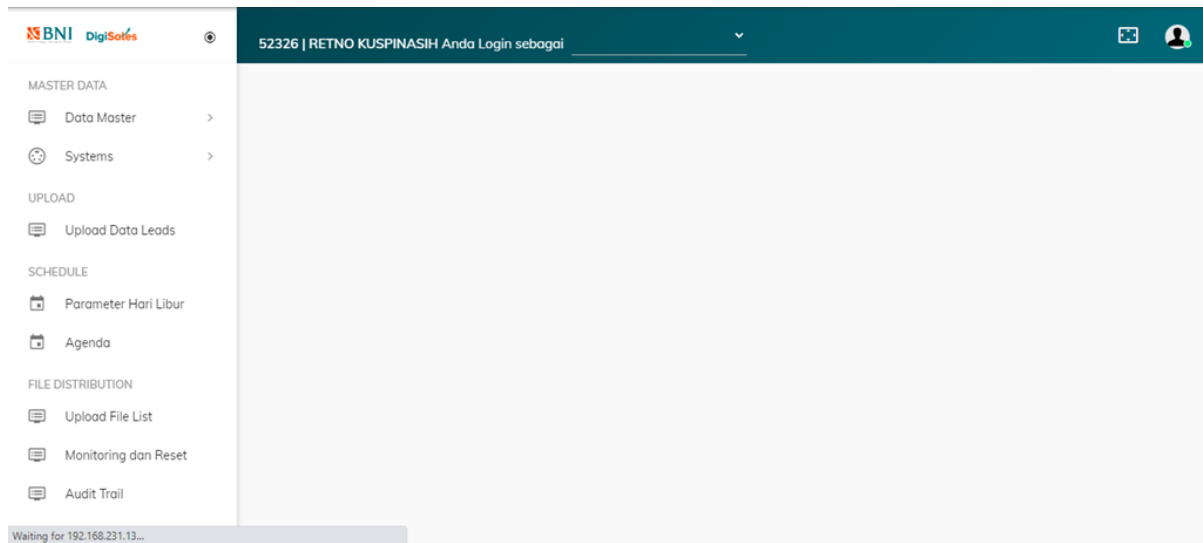 BNI DigiSales
52326 | RETNO KUSPINASIH Anda Login sebagai
MASTER DATA
Data Master
Systems
UPLOAD
Upload Data Leads
SCHEDULE
Parameter Hari Libur
Agenda
FILE DISTRIBUTION
Upload File List
Monitoring dan Reset
Audit Trail
Waiting for 192.168.231.13...